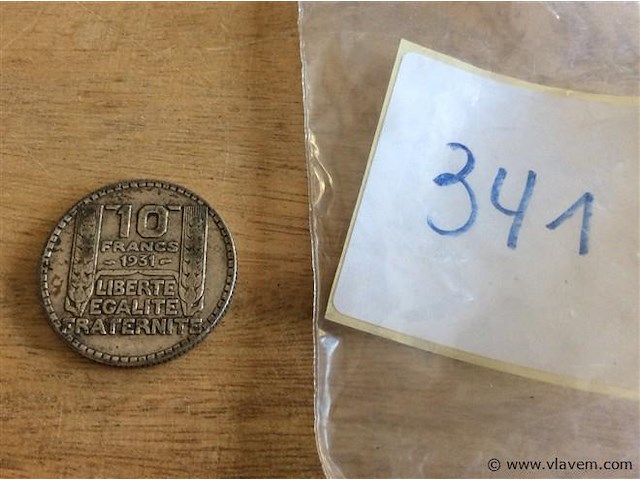 10
FRANCS
1931
LIBERTE
EGALITE
FRATERNITE
341
© www.vlavem.com